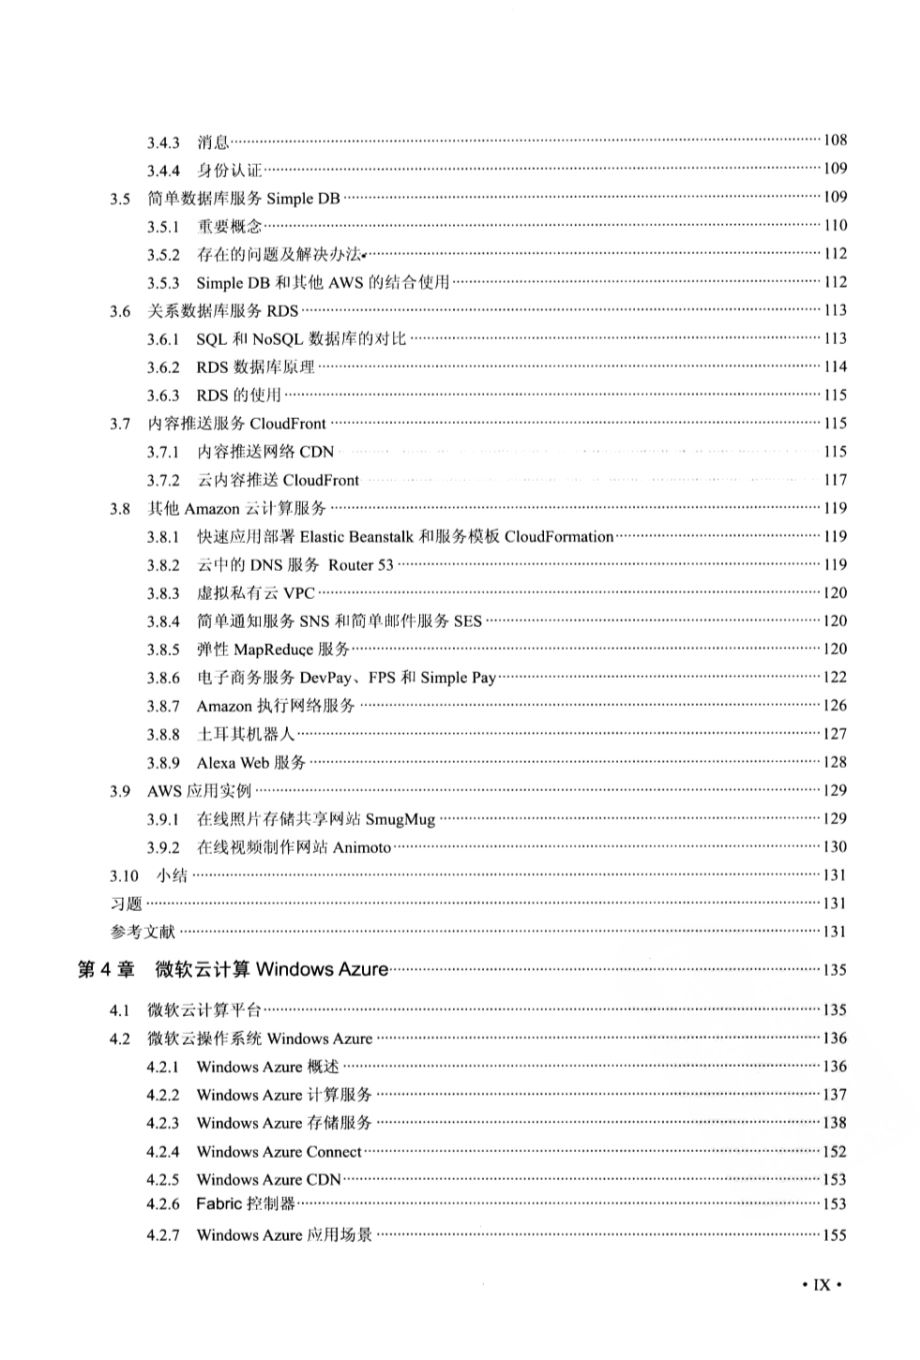 3.4.3 消息 108
3.4.4 身份认证 109
3.5 简单数据库服务 Simple DB 109
3.5.1 重要概念 110
3.5.2 存在的问题及解决办法 112
3.5.3 Simple DB 和其他 AWS 的结合使用 112
3.6 关系数据库服务 RDS 113
3.6.1 SQL 和 NoSQL 数据库的对比 113
3.6.2 RDS 数据库原理 114
3.6.3 RDS 的使用 115
3.7 内容推送服务 CloudFront 115
3.7.1 内容推送网络 CDN 115
3.7.2 云内容推送 CloudFront 117
3.8 其他 Amazon 云计算服务 119
3.8.1 快速应用部署 Elastic Beanstalk 和服务模板 CloudFormation 119
3.8.2 云中的 DNS 服务 Router 53 119
3.8.3 虚拟私有云 VPC 120
3.8.4 简单通知服务 SNS 和简单邮件服务 SES 120
3.8.5 弹性 MapReduce 服务 120
3.8.6 电子商务服务 DevPay、FPS 和 Simple Pay 122
3.8.7 Amazon 执行网络服务 126
3.8.8 土耳其机器人 127
3.8.9 Alexa Web 服务 128
3.9 AWS 应用实例 129
3.9.1 在线照片存储共享网站 SmugMug 129
3.9.2 在线视频制作网站 Animoto 130
3.10 小结 131
习题 131
参考文献 131
第 4 章 微软云计算 Windows Azure 135
4.1 微软云计算平台 135
4.2 微软云操作系统 Windows Azure 136
4.2.1 Windows Azure 概述 136
4.2.2 Windows Azure 计算服务 137
4.2.3 Windows Azure 存储服务 138
4.2.4 Windows Azure Connect 152
4.2.5 Windows Azure CDN 153
4.2.6 Fabric 控制器 153
4.2.7 Windows Azure 应用场景 155
• IX •